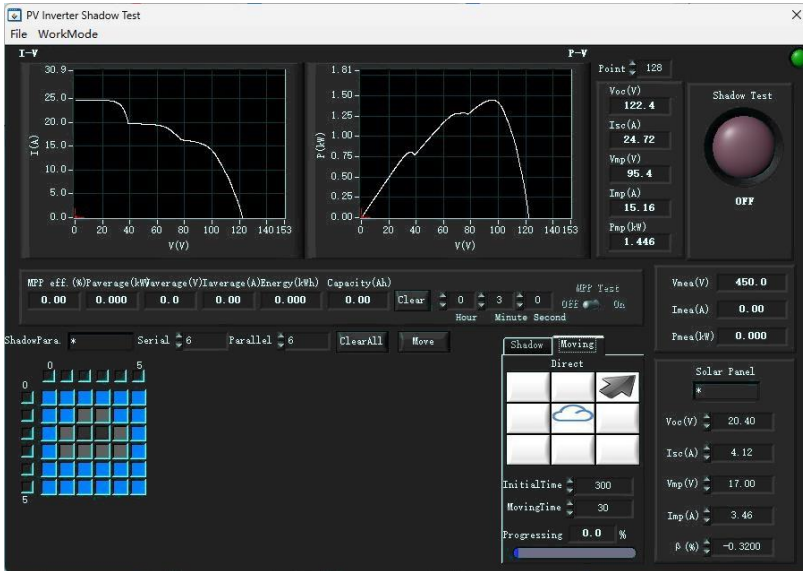 PV Inverter Shadow Test
File WorkMode
I-V
P-V
30.9
25.0
20.0
15.0
10.0
5.0
0.0
I(A)
0 20 40 60 80 100 120 140 153
V(V)
1.81
1.50
1.25
1.00
0.75
0.50
0.25
0.00
P(kW)
0 20 40 60 80 100 120 140 153
V(V)
Point 128
Voc(V)
122.4
Isc(A)
24.72
Vmp(V)
95.4
Imp(A)
15.16
Pmp(kW)
1.446
Shadow Test
OFF
MPP eff. (%) Paverage(kW) Vaverage(V) Iaverage(A) Energy(kWh) Capacity(Ah)
0.00 0.000 0.0 0.00 0.000 0.00 Clear 0 3 0
Hour Minute Second
MPP Test
Off On
Vmea(V) 450.0
Imea(A) 0.00
Pmea(kW) 0.000
ShadowPara. * Serial 6 Parallel 6 ClearAll Move
0 5
0
5
Shadow Moving
Direct
InitialTime 300
MovingTime 30
Progressing 0.0 %
Solar Panel
*
Voc(V) 20.40
Isc(A) 4.12
Vmp(V) 17.00
Imp(A) 3.46
β (%) -0.3200